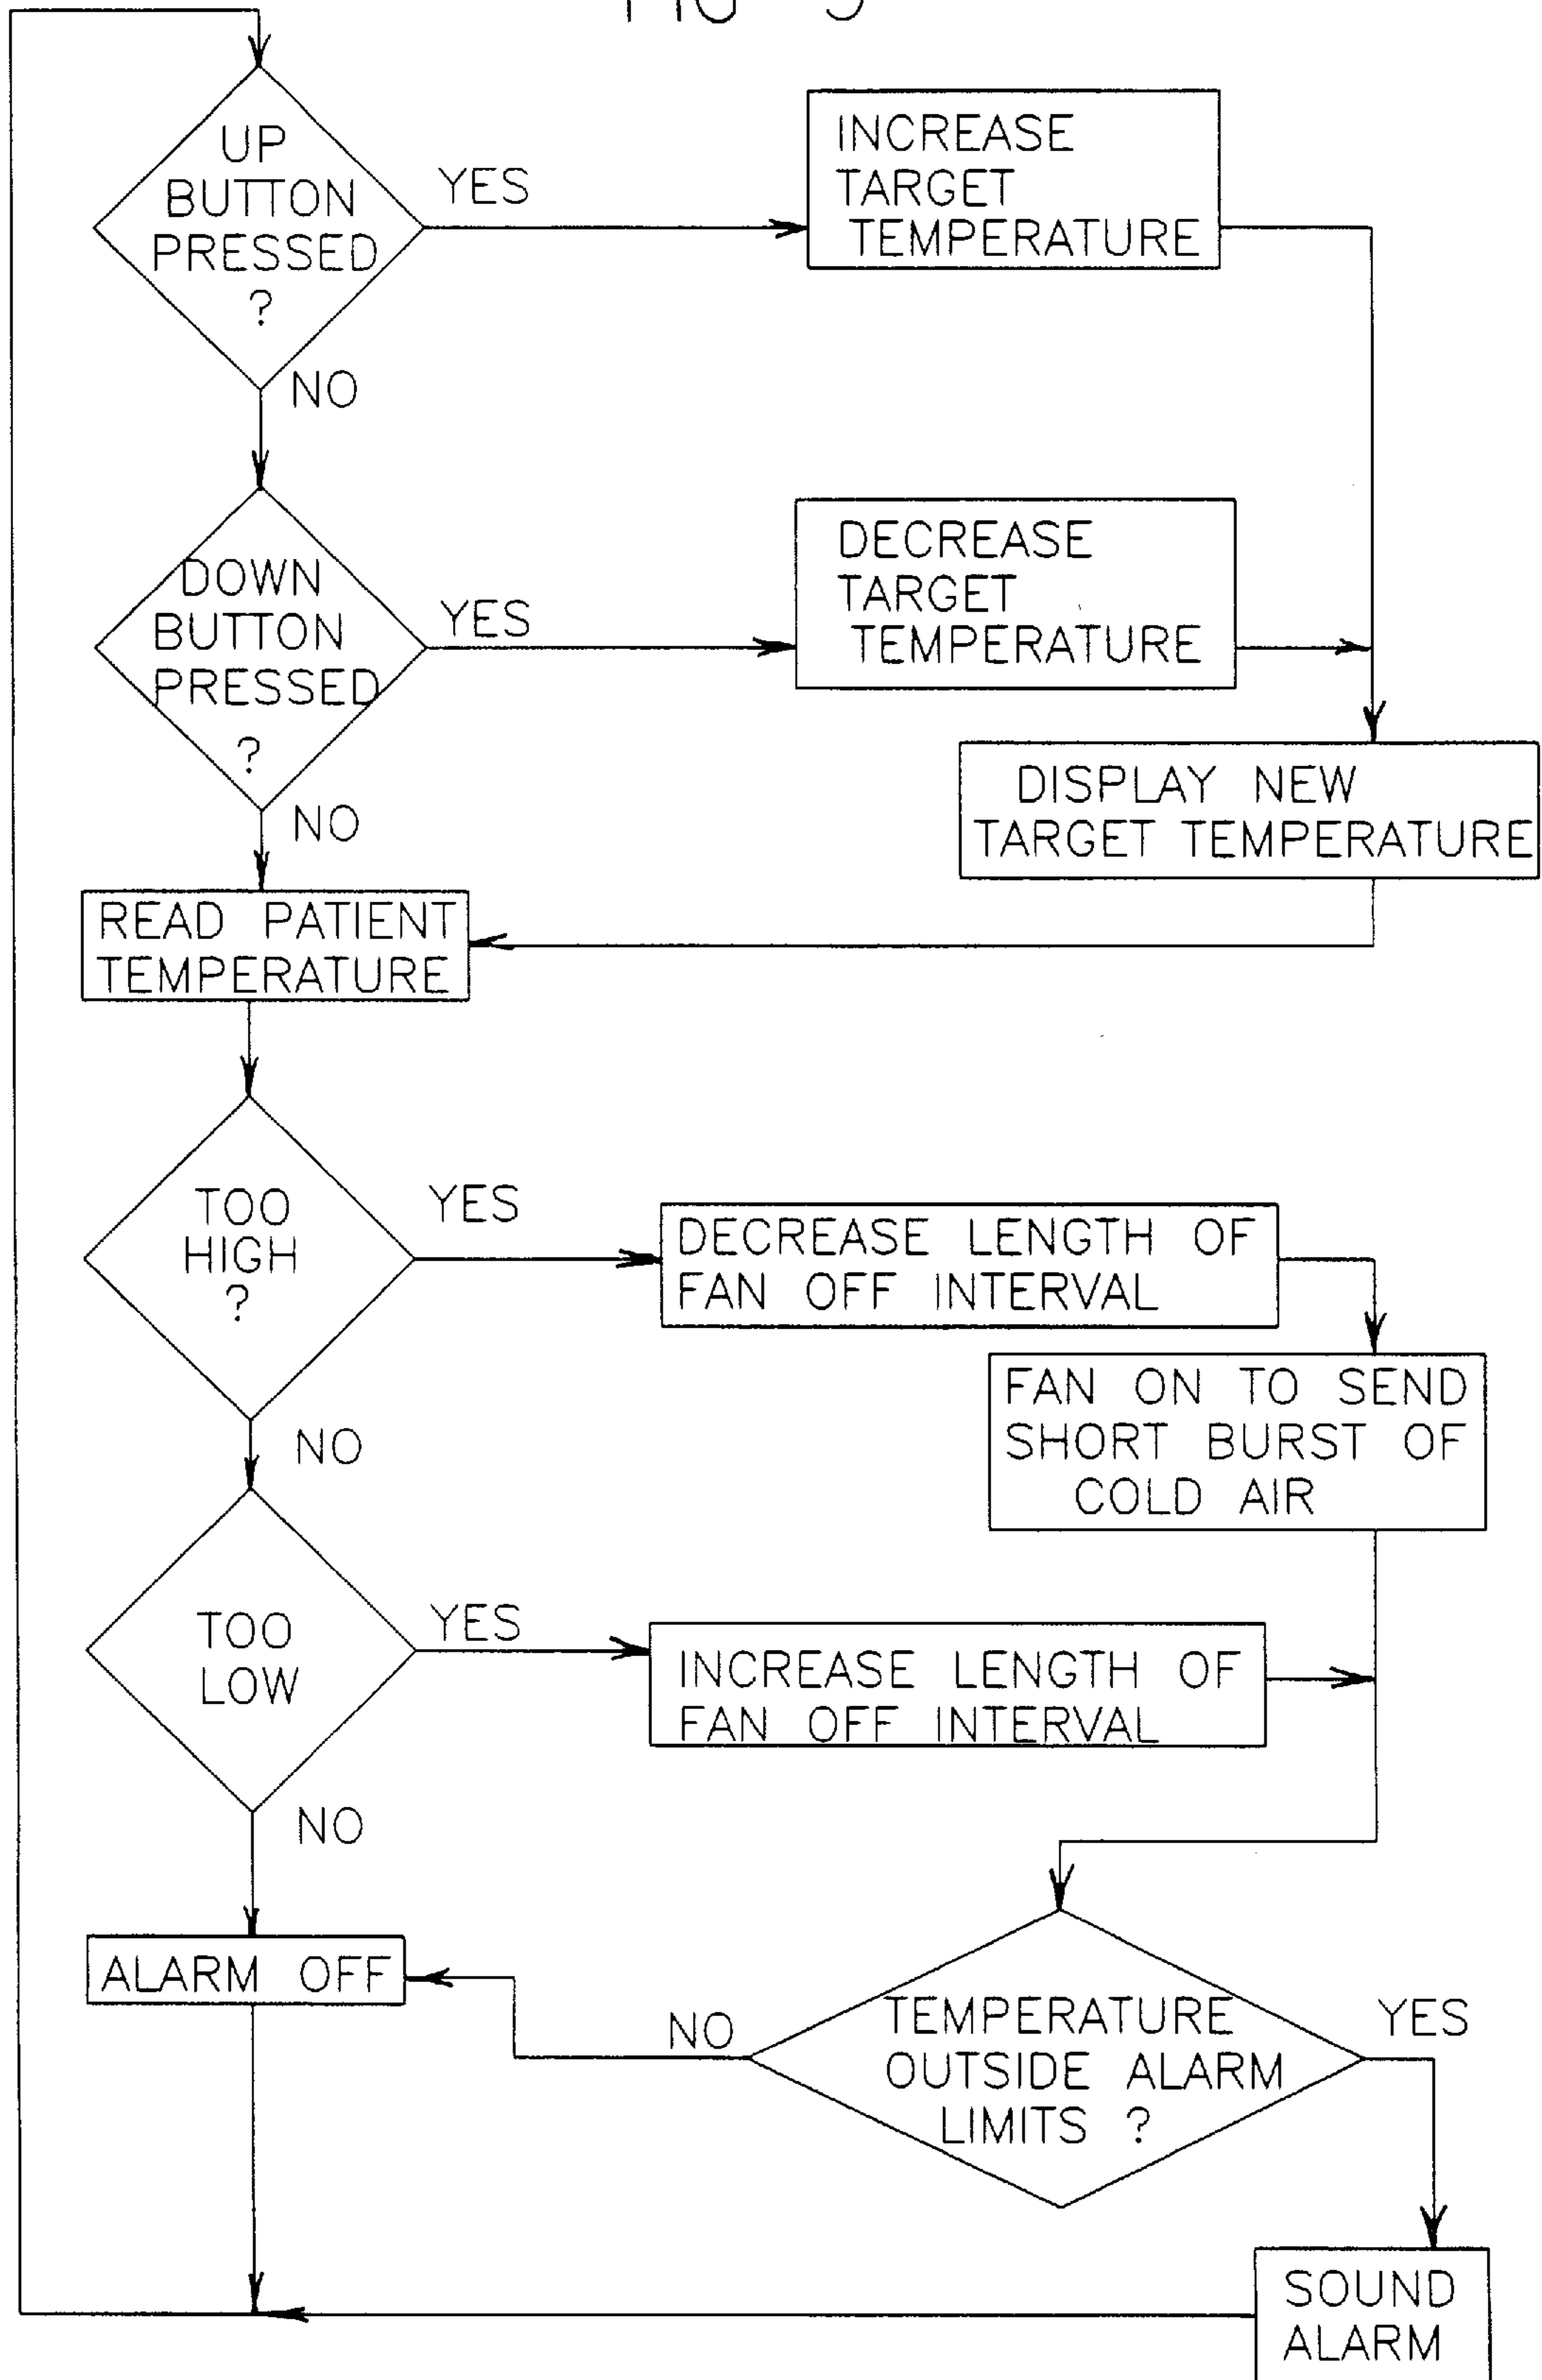 UP
BUTTON
PRESSED
?
YES
INCREASE
TARGET
TEMPERATURE
NO
DOWN
BUTTON
PRESSED
?
YES
DECREASE
TARGET
TEMPERATURE
DISPLAY NEW
TARGET TEMPERATURE
NO
READ PATIENT
TEMPERATURE
TOO
HIGH
?
YES
DECREASE LENGTH OF
FAN OFF INTERVAL
FAN ON TO SEND
SHORT BURST OF
COLD AIR
NO
TOO
LOW
YES
INCREASE LENGTH OF
FAN OFF INTERVAL
NO
ALARM OFF
NO
TEMPERATURE
OUTSIDE ALARM
LIMITS ?
YES
SOUND
ALARM